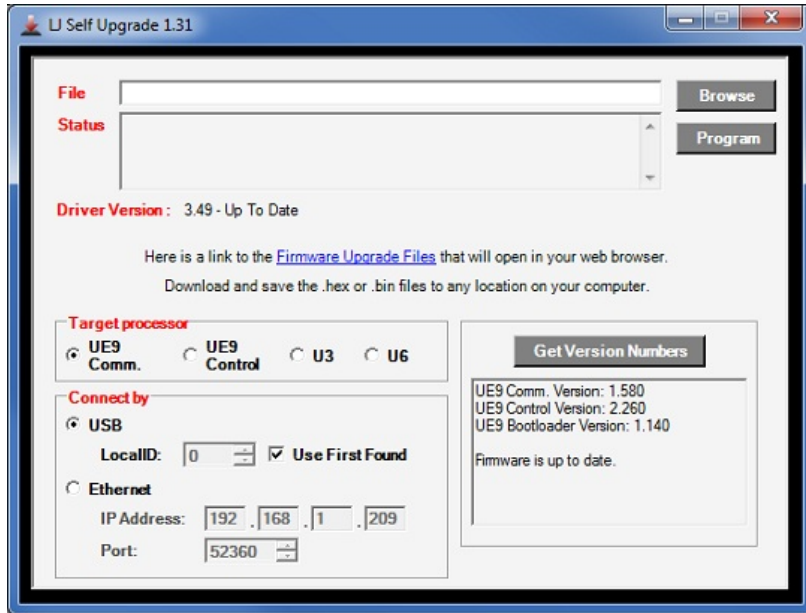 LJ Self Upgrade 1.31
File
Browse
Status
Program
Driver Version : 3.49 - Up To Date
Here is a link to the Firmware Upgrade Files that will open in your web browser.
Download and save the .hex or .bin files to any location on your computer.
Target processor
UE9 Comm.
UE9 Control
U3
U6
Connect by
USB
LocalID: 0
Use First Found
Ethernet
IP Address: 192 . 168 . 1 . 209
Port: 52360
Get Version Numbers
UE9 Comm. Version: 1.580
UE9 Control Version: 2.260
UE9 Bootloader Version: 1.140
Firmware is up to date.